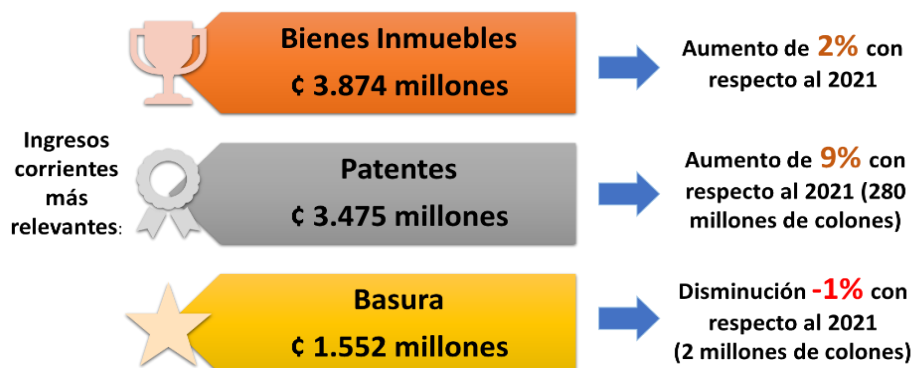 Ingresos
corrientes
más
relevantes:
Bienes Inmuebles
₡ 3.874 millones
Aumento de 2% con
respecto al 2021
Patentes
₡ 3.475 millones
Aumento de 9% con
respecto al 2021 (280
millones de colones)
Basura
₡ 1.552 millones
Disminución -1% con
respecto al 2021
(2 millones de colones)